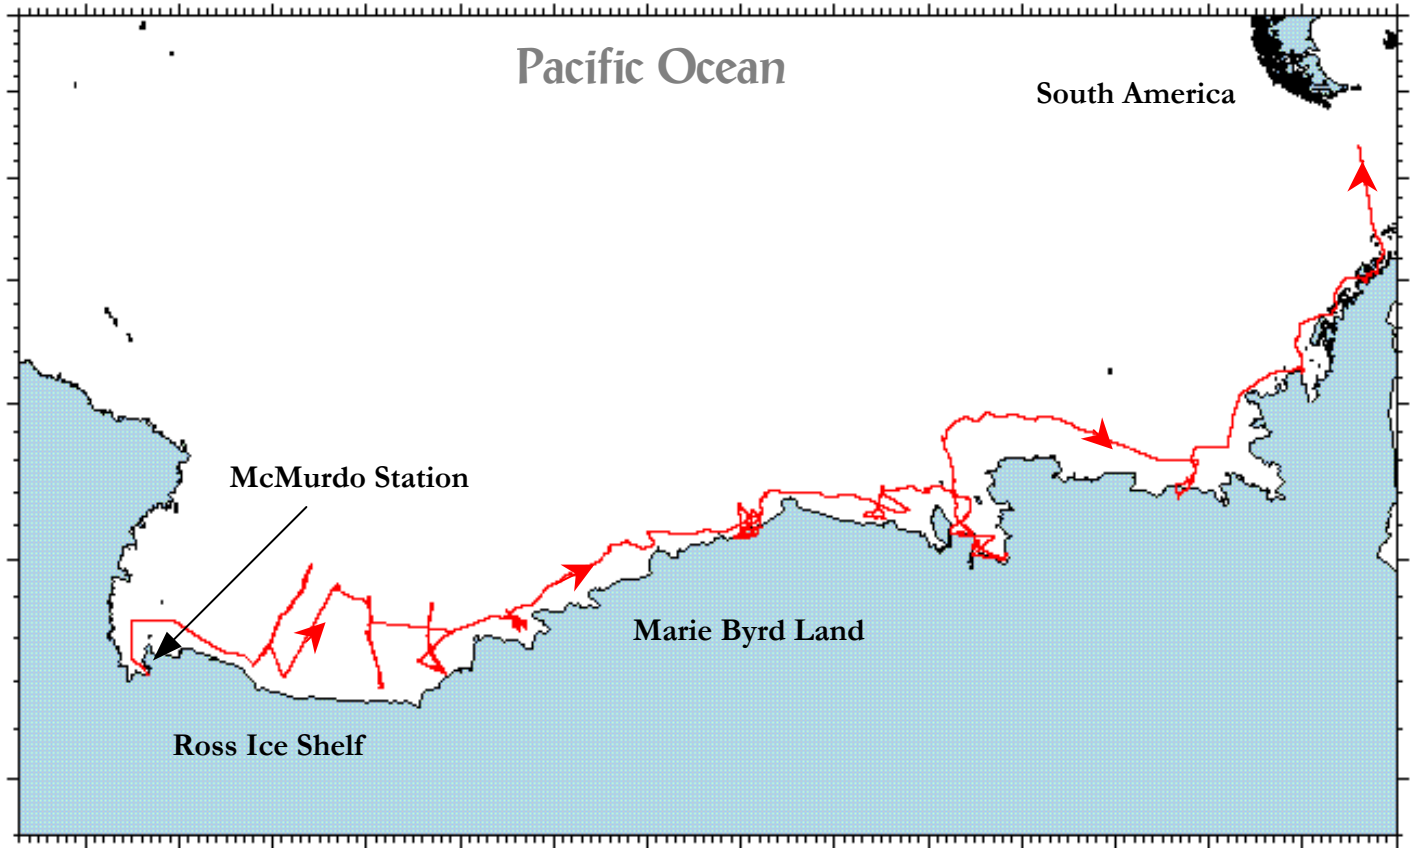 Pacific Ocean
South America
McMurdo Station
Marie Byrd Land
Ross Ice Shelf